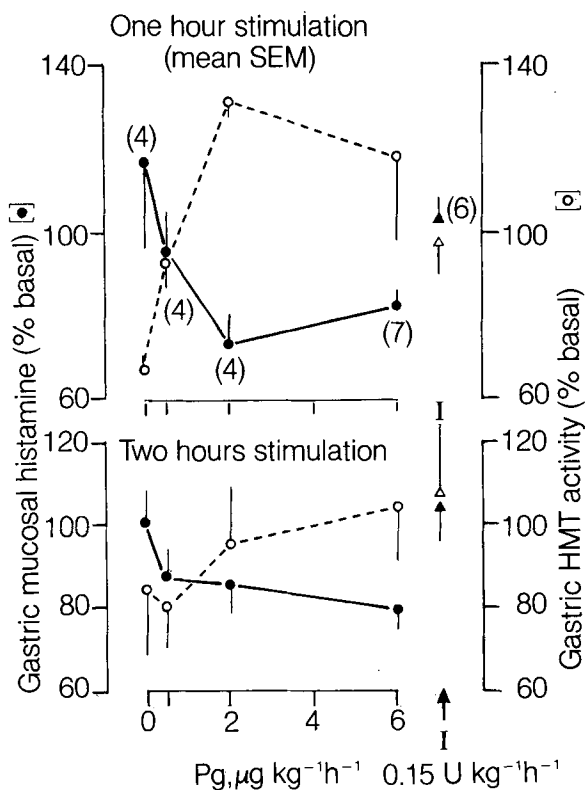 One hour stimulation
(mean SEM)
140
100
60
Gastric mucosal histamine (% basal) [●]
(4)
(4)
(4)
(7)
(6)
I
140
100
60
Gastric HMT activity (% basal) [○]
Two hours stimulation
120
100
80
60
120
100
80
60
0
2
4
6
I
Pg, μg kg⁻¹h⁻¹
0.15 U kg⁻¹h⁻¹